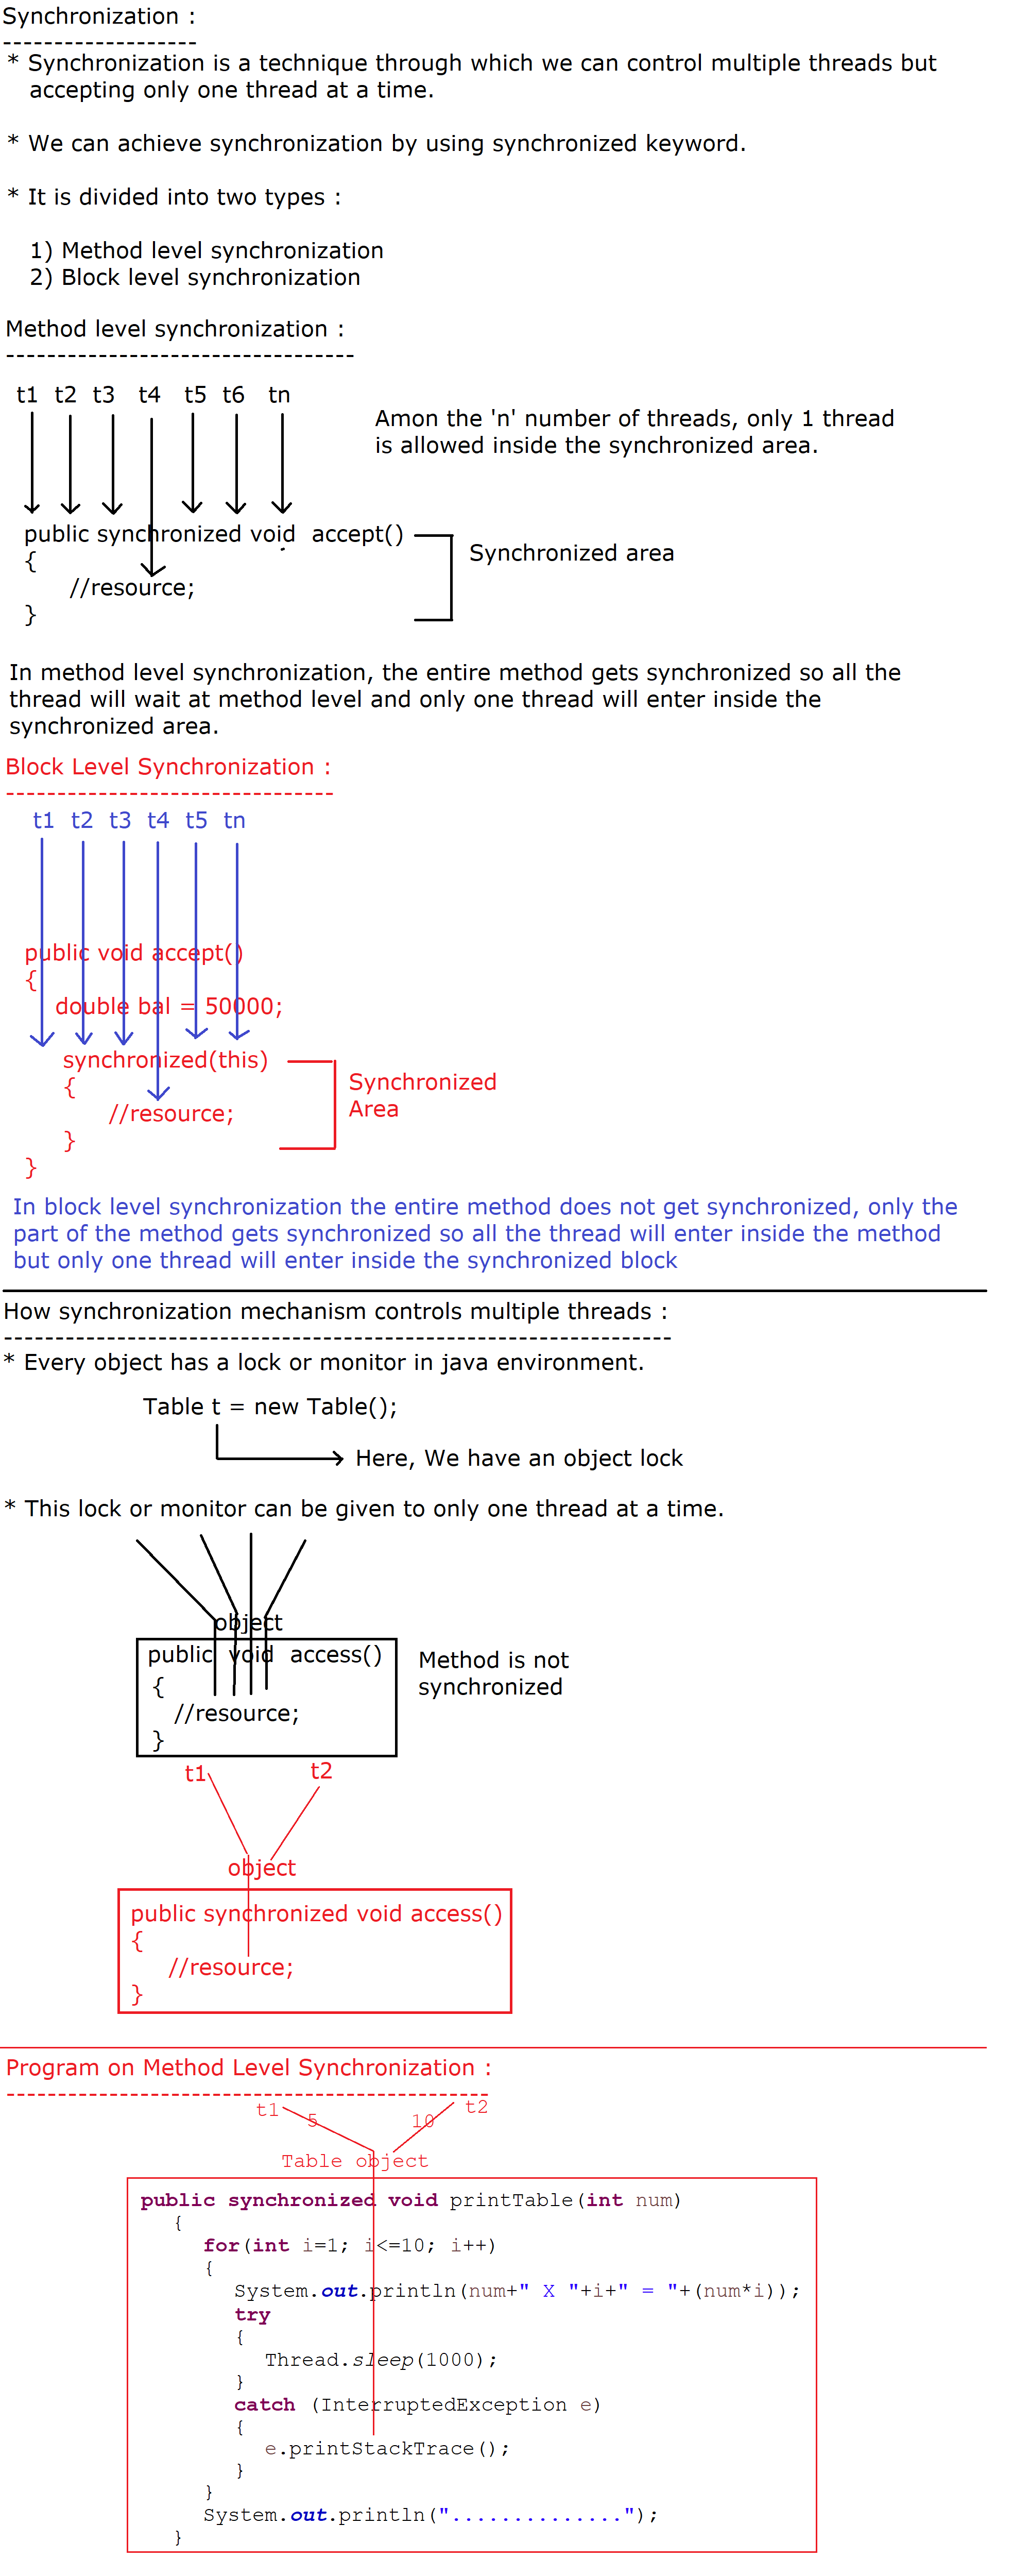 Synchronization :
-------------------
* Synchronization is a technique through which we can control multiple threads but
accepting only one thread at a time.
* We can achieve synchronization by using synchronized keyword.
* It is divided into two types :
1) Method level synchronization
2) Block level synchronization
Method level synchronization :
----------------------------------
t1 t2 t3 t4 t5 t6 tn
Amon the 'n' number of threads, only 1 thread
is allowed inside the synchronized area.
public synchronized void accept()
{
Synchronized area
//resource;
}
In method level synchronization, the entire method gets synchronized so all the
thread will wait at method level and only one thread will enter inside the
synchronized area.
Block Level Synchronization :
--------------------------------
t1 t2 t3 t4 t5 tn
public void accept()
{
double bal = 50000;
synchronized(this)
{
Synchronized
Area
//resource;
}
}
In block level synchronization the entire method does not get synchronized, only the
part of the method gets synchronized so all the thread will enter inside the method
but only one thread will enter inside the synchronized block
How synchronization mechanism controls multiple threads :
-----------------------------------------------------------------
* Every object has a lock or monitor in java environment.
Table t = new Table();
Here, We have an object lock
* This lock or monitor can be given to only one thread at a time.
object
public void access()
{
//resource;
}
Method is not
synchronized
t1 t2
object
public synchronized void access()
{
//resource;
}
Program on Method Level Synchronization :
-----------------------------------------------
t1 5 10 t2
Table object
public synchronized void printTable(int num)
{
for(int i=1; i<=10; i++)
{
System.out.println(num+" X "+i+" = "+(num*i));
try
{
Thread.sleep(1000);
}
catch (InterruptedException e)
{
e.printStackTrace();
}
}
System.out.println("..............");
}